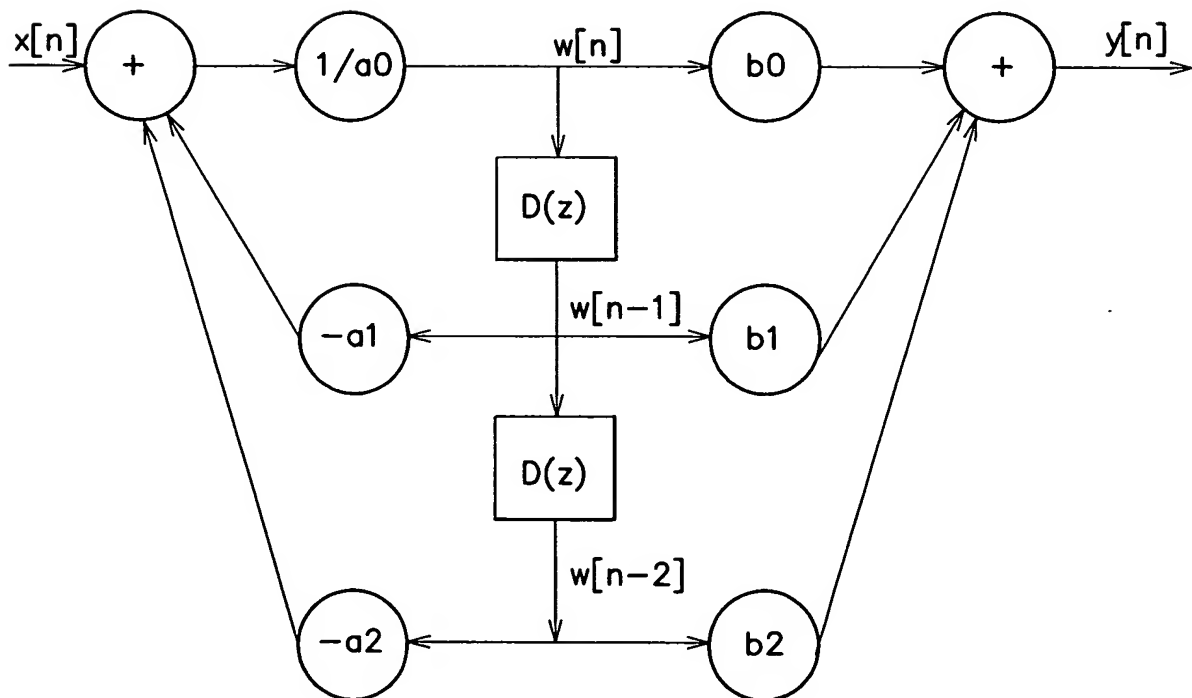 x[n]
+
1/a0
w[n]
b0
+
y[n]
D(z)
w[n-1]
-a1
b1
D(z)
w[n-2]
-a2
b2